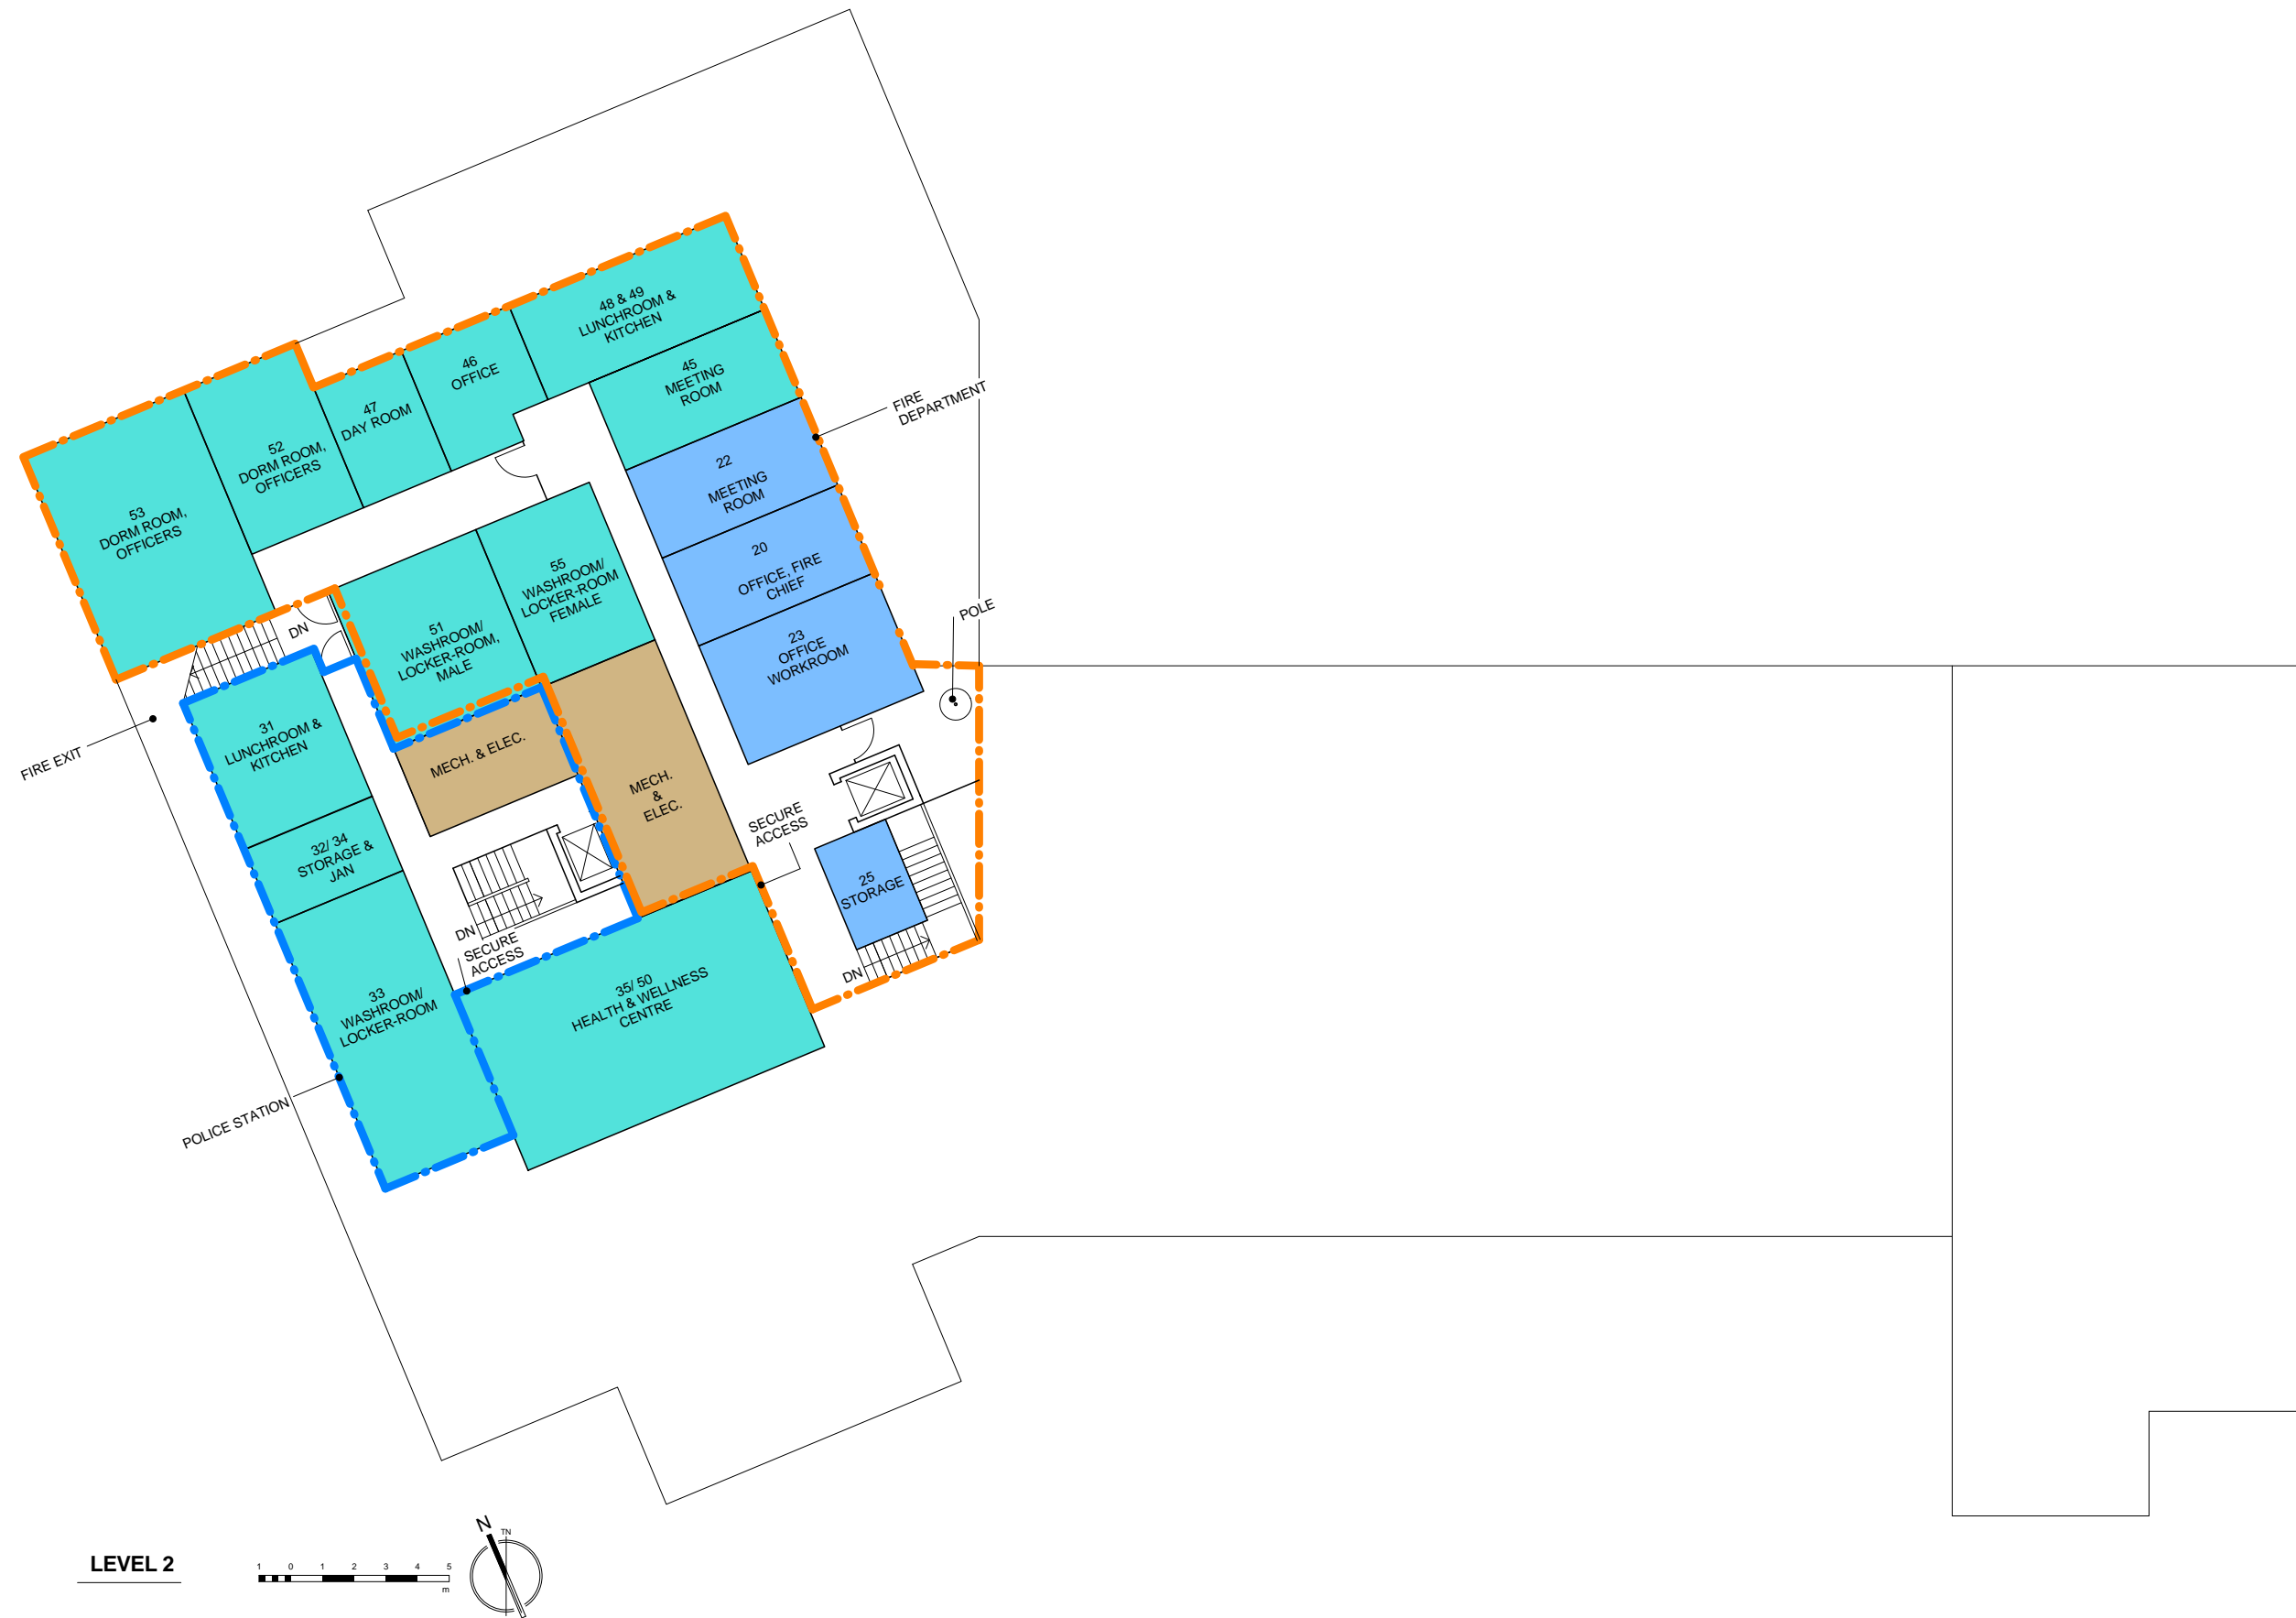 48 & 49
LUNCHROOM &
KITCHEN
46
OFFICE
45
MEETING
ROOM
47
DAY ROOM
52
DORM ROOM,
OFFICERS
53
DORM ROOM,
OFFICERS
FIRE
DEPARTMENT
22
MEETING
ROOM
20
OFFICE, FIRE
CHIEF
23
OFFICE
WORKROOM
POLE
55
WASHROOM/
LOCKER-ROOM
FEMALE
51
WASHROOM/
LOCKER-ROOM,
MALE
DN
31
LUNCHROOM &
KITCHEN
FIRE EXIT
MECH. & ELEC.
MECH.
&
ELEC.
SECURE
ACCESS
32/ 34
STORAGE &
JAN
25
STORAGE
DN
DN
SECURE
ACCESS
33
WASHROOM/
LOCKER-ROOM
35/ 50
HEALTH & WELLNESS
CENTRE
POLICE STATION
LEVEL 2
1 0 1 2 3 4 5
m
N
TN